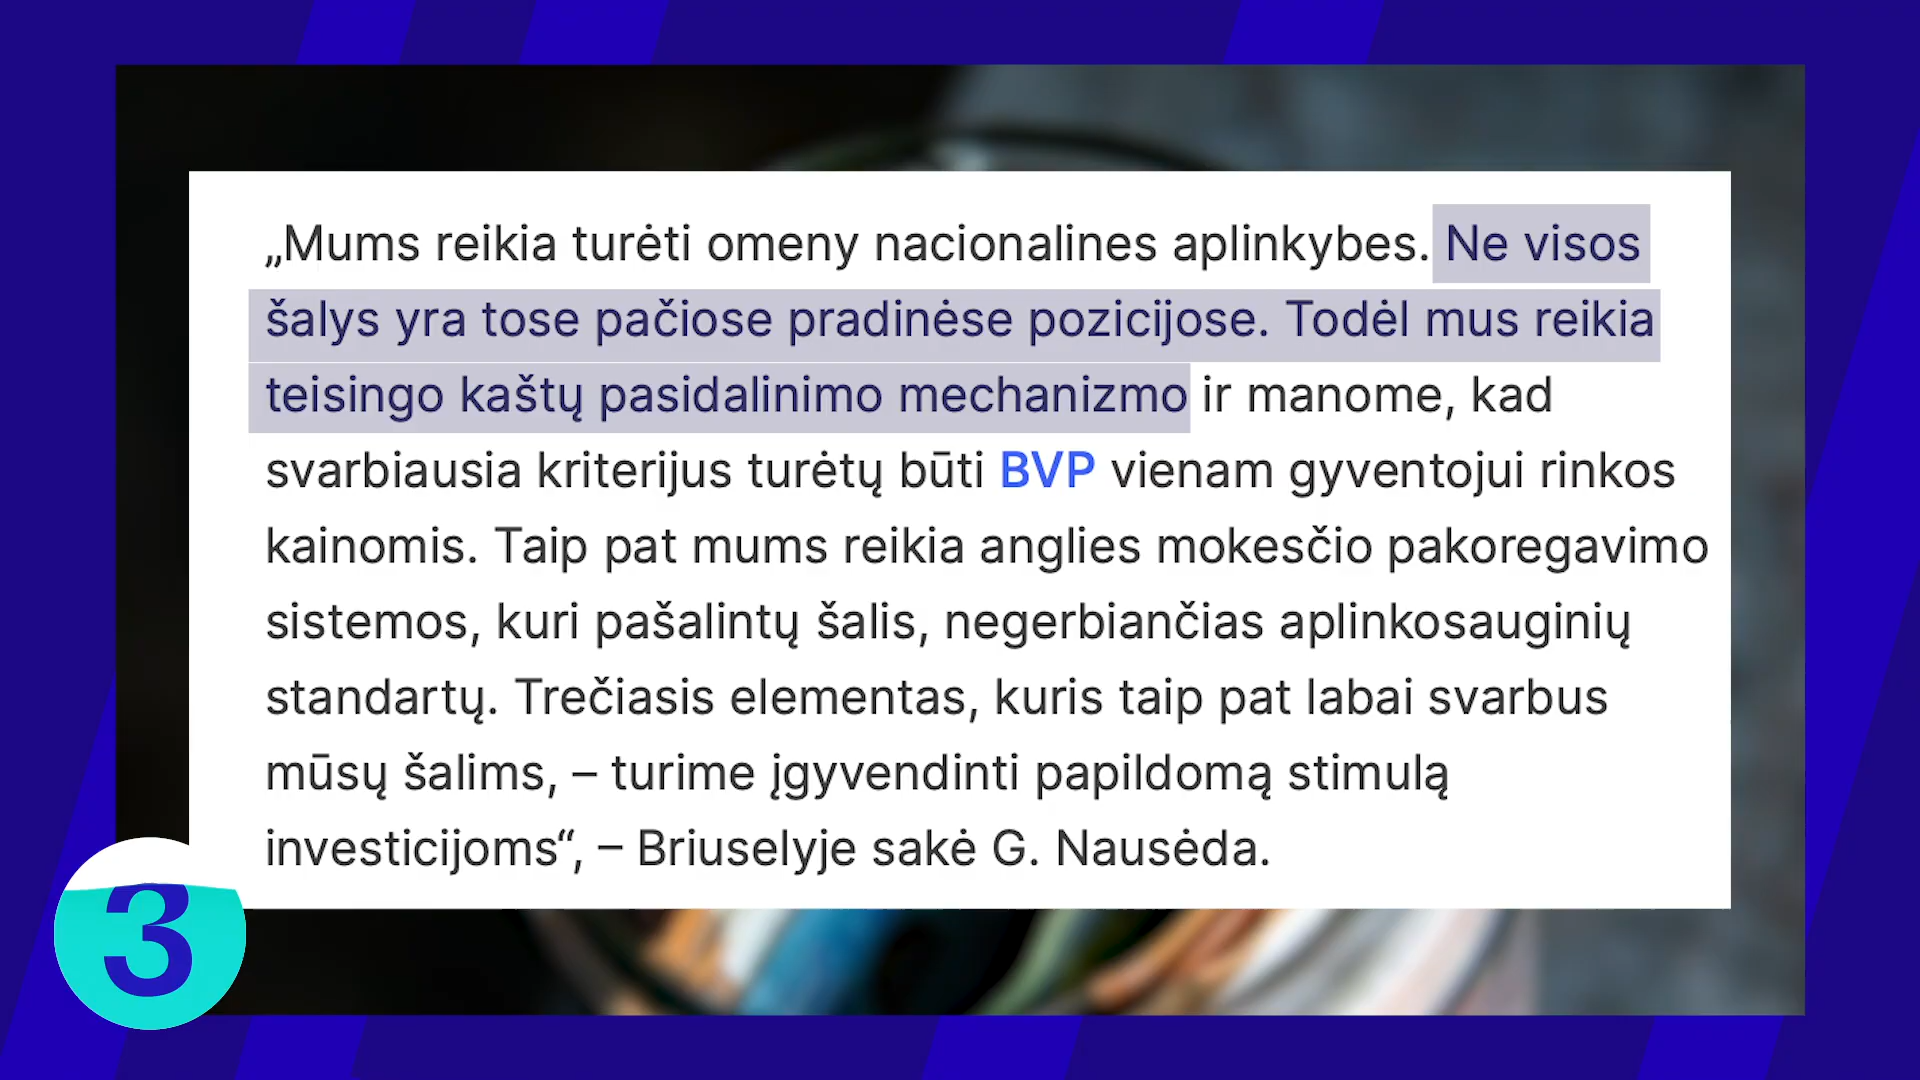 „Mums reikia turėti omeny nacionalines aplinkybes. Ne visos
šalys yra tose pačiose pradinėse pozicijose. Todėl mus reikia
teisingo kaštų pasidalinimo mechanizmo ir manome, kad
svarbiausia kriterijus turėtų būti BVP vienam gyventojui rinkos
kainomis. Taip pat mums reikia anglies mokesčio pakoregavimo
sistemos, kuri pašalintų šalis, negerbiančias aplinkosauginių
standartų. Trečiasis elementas, kuris taip pat labai svarbus
mūsų šalims, – turime įgyvendinti papildomą stimulą
investicijoms“, – Briuselyje sakė G. Nausėda.
3